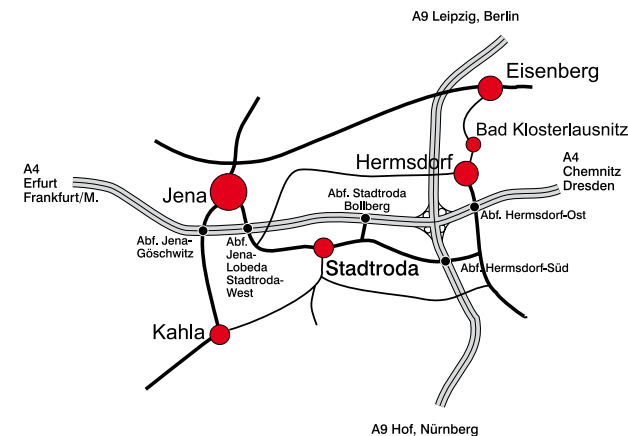 A9 Leipzig, Berlin
Eisenberg
Bad Klosterlausnitz
Hermsdorf
A4
Chemnitz
Dresden
A4
Erfurt
Frankfurt/M.
Jena
Abf. Stadtroda
Bollberg
Abf. Hermsdorf-Ost
Abf. Jena-
Göschwitz
Abf.
Jena-
Lobeda
Stadtroda-
West
Stadtroda
Abf. Hermsdorf-Süd
Kahla
A9 Hof, Nürnberg